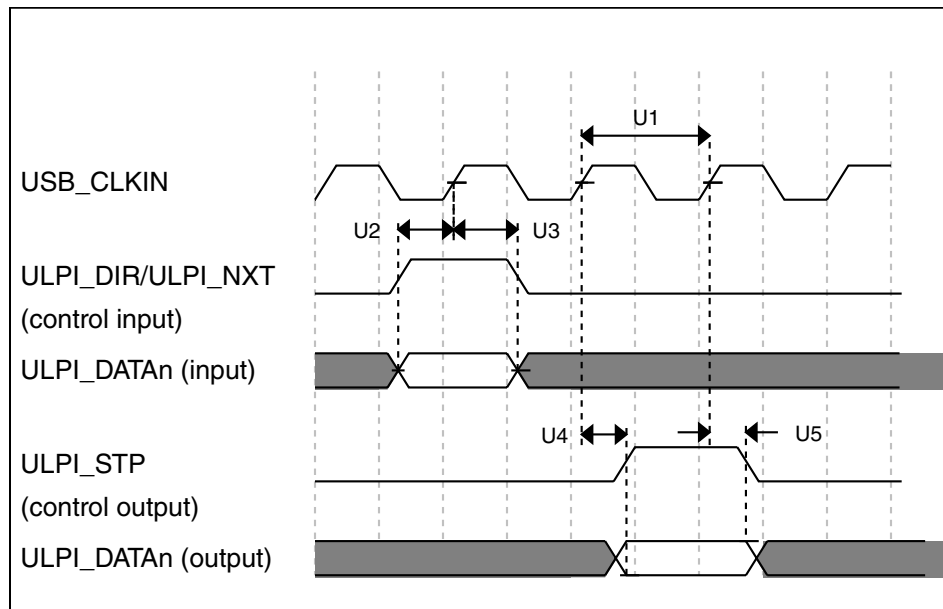 U1
USB_CLKIN
U2
U3
ULPI_DIR/ULPI_NXT
(control input)
ULPI_DATAn (input)
U4
U5
ULPI_STP
(control output)
ULPI_DATAn (output)